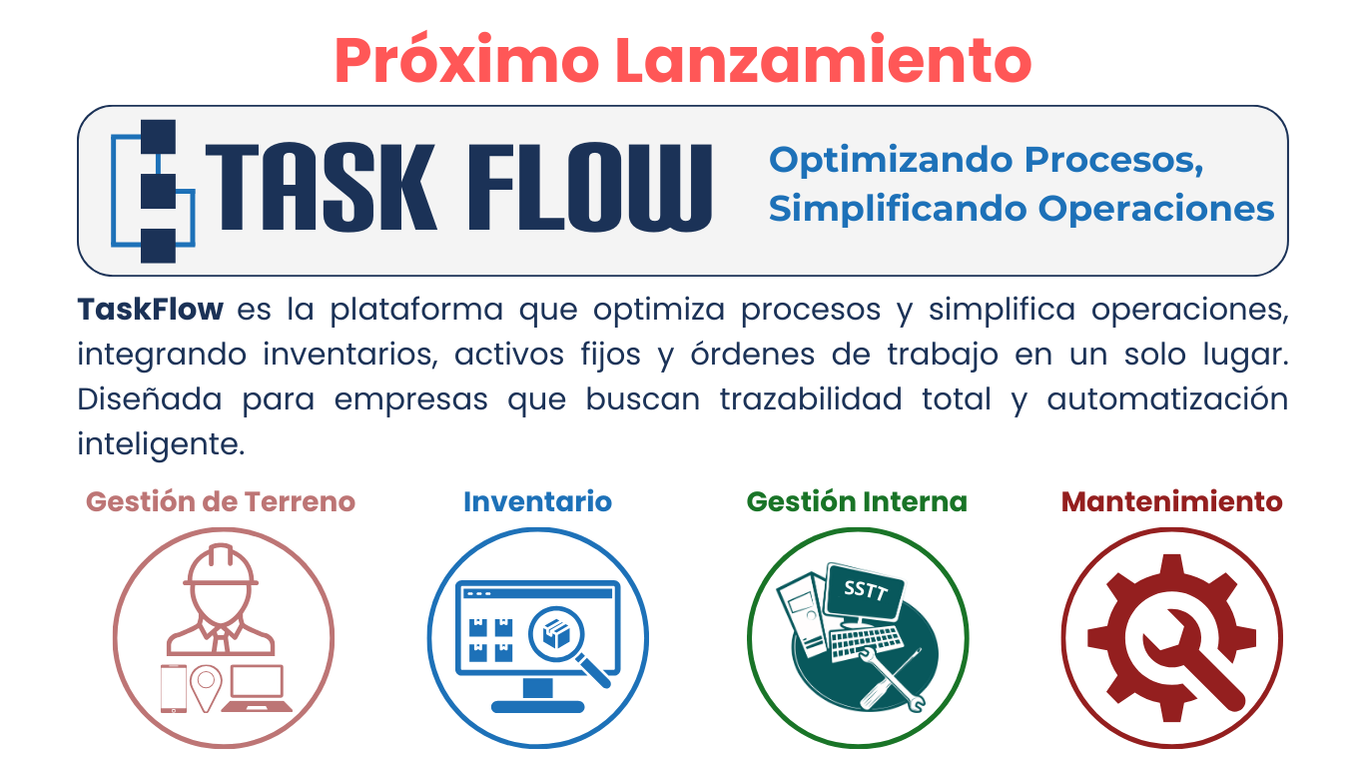 Próximo Lanzamiento
TASK FLOW
Optimizando Procesos,
Simplificando Operaciones
TaskFlow es la plataforma que optimiza procesos y simplifica operaciones,
integrando inventarios, activos fijos y órdenes de trabajo en un solo lugar.
Diseñada para empresas que buscan trazabilidad total y automatización
inteligente.
Gestión de Terreno
Inventario
Gestión Interna
Mantenimiento
SSTT